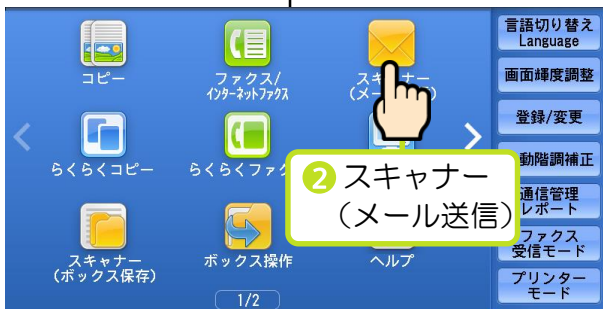 コピー
ファクス/
インターネットファクス
スキャナー
(メール
言語切り替え
Language
画面輝度調整
登録/変更
らくらくコピー
らくらくファク
動階調補正
② スキャナー
(メール送信)
通信管理
レポート
スキャナー
(ボックス保存)
ボックス操作
ヘルプ
ファクス
受信モード
プリンター
モード
1/2